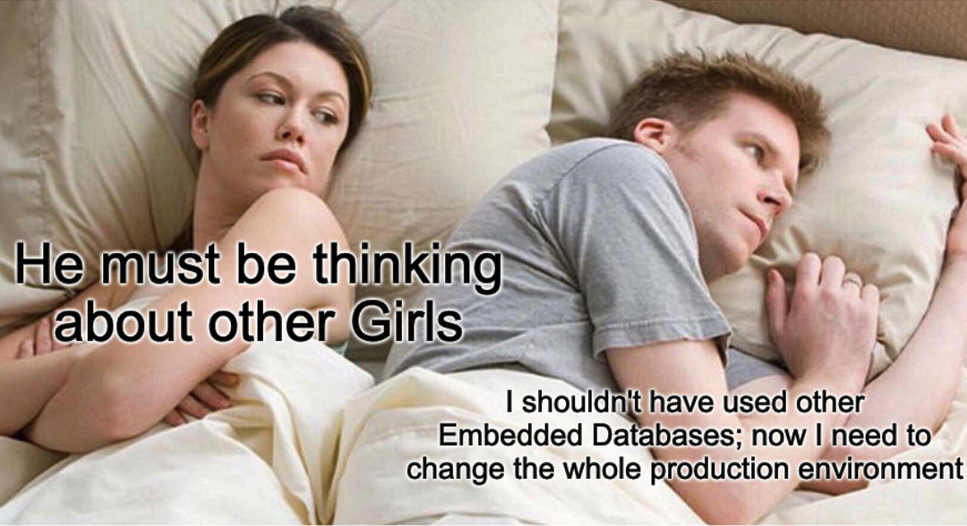 He must be thinking
about other Girls
I shouldn't have used other
Embedded Databases; now I need to
change the whole production environment